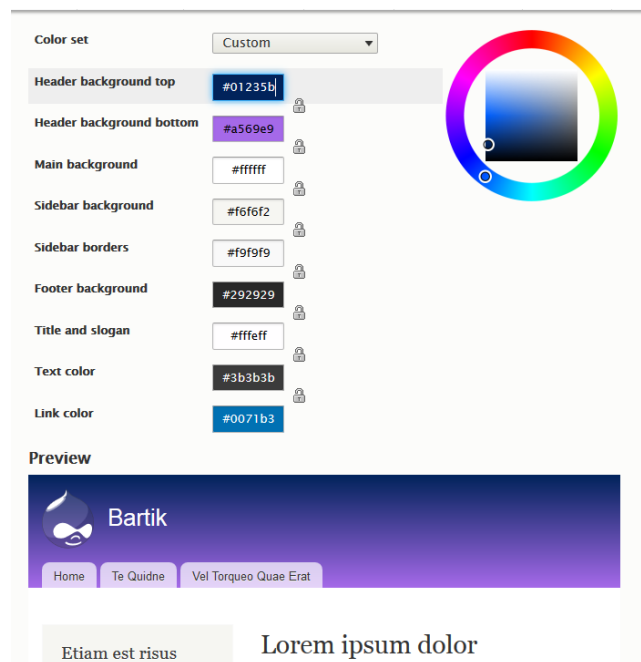 Color set Custom
Header background top #01235b
Header background bottom #a569e9
Main background #ffffff
Sidebar background #f6f6f2
Sidebar borders #f9f9f9
Footer background #292929
Title and slogan #fffeff
Text color #3b3b3b
Link color #0071b3
Preview
Bartik
Home Te Quidne Vel Torqueo Quae Erat
Lorem ipsum dolor
Etiam est risus